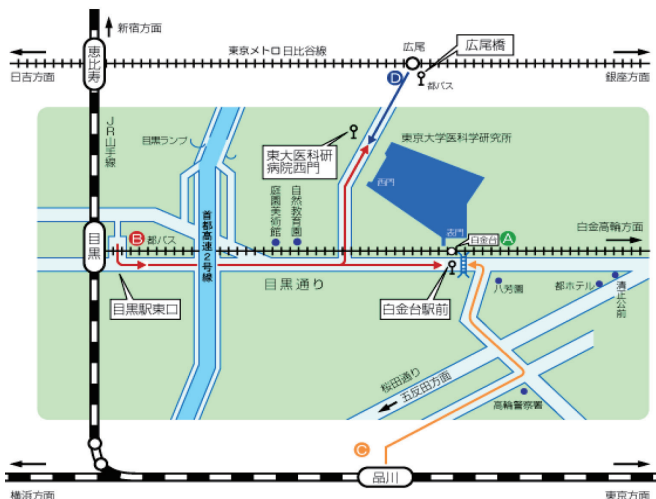 新宿方面
恵比寿
東京メトロ日比谷線
広尾
広尾橋
日吉方面
D
都バス
銀座方面
JR山手線
目黒ランプ
東大医科研
病院西門
東京大学医科学研究所
西門
表門
首都高速2号線
庭園美術館
自然教育園
目黒
B
都バス
白金台
A
白金高輪方面
目黒駅東口
目黒通り
白金台駅前
八芳園
都ホテル
清正公前
桜田通り
五反田方面
高輪警察署
C
品川
横浜方面
東京方面